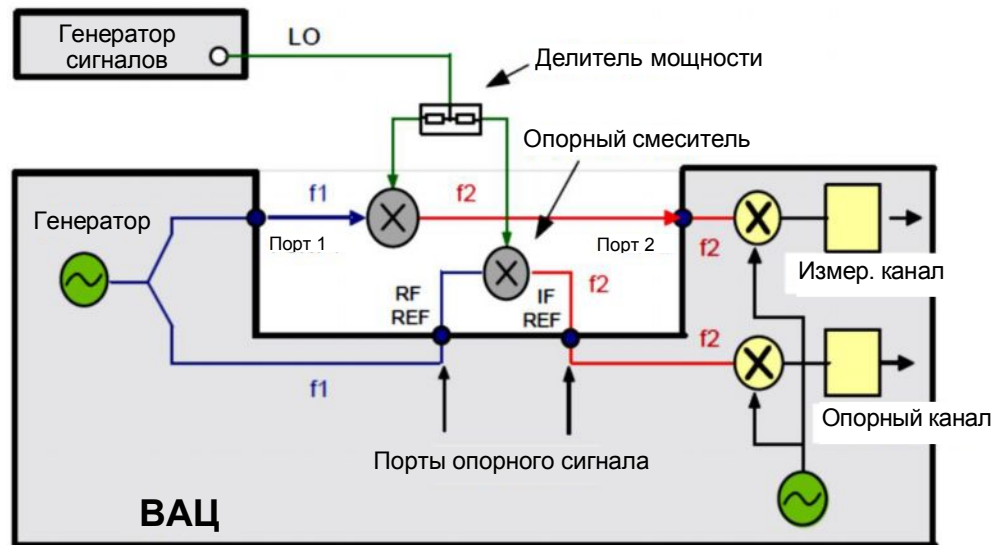 Генератор
сигналов
LO
Делитель мощности
Опорный смеситель
f1
f2
Генератор
Порт 1
Порт 2
f2
Измер. канал
RF
REF
IF
REF
f2
f2
f1
Опорный канал
Порты опорного сигнала
ВАЦ